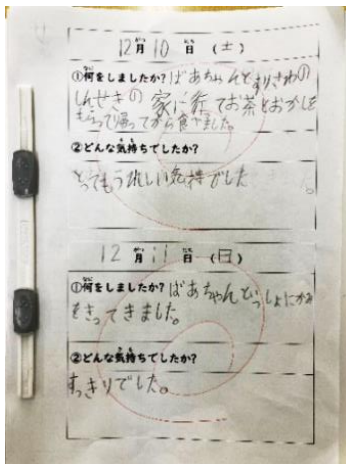 12月10日(土)
①何をしましたか？ばあちゃんとすりさわの
しんせきの家に行てお茶とおかしを
もらって帰ってから食べました。
②どんな気持ちでしたか？
とってもうれしい気持でした。
12月11日(日)
①何をしましたか？ばあちゃんといっしょにかみ
をきってきました。
②どんな気持ちでしたか？
すっきりでした。